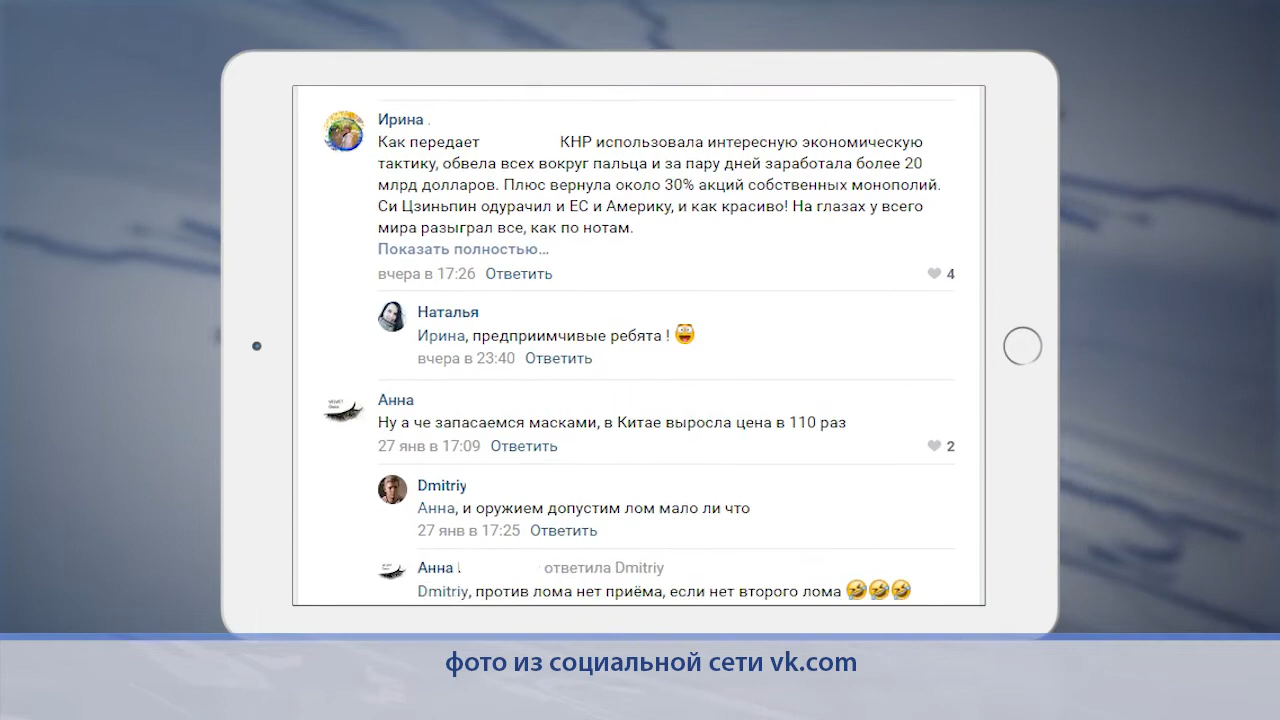 Ирина
Как передает КНР использовала интересную экономическую
тактику, обвела всех вокруг пальца и за пару дней заработала более 20
млрд долларов. Плюс вернула около 30% акций собственных монополий.
Си Цзиньпин одурачил и ЕС и Америку, и как красиво! На глазах у всего
мира разыграл все, как по нотам.
Показать полностью...
вчера в 17:26 Ответить 4
Наталья
Ирина, предприимчивые ребята !
вчера в 23:40 Ответить
Анна
Ну а че запасаемся масками, в Китае выросла цена в 110 раз
27 янв в 17:09 Ответить 2
Dmitriy
Анна, и оружием допустим лом мало ли что
27 янв в 17:25 Ответить
Анна ответила Dmitriy
Dmitriy, против лома нет приёма, если нет второго лома 🤣🤣🤣
фото из социальной сети vk.com